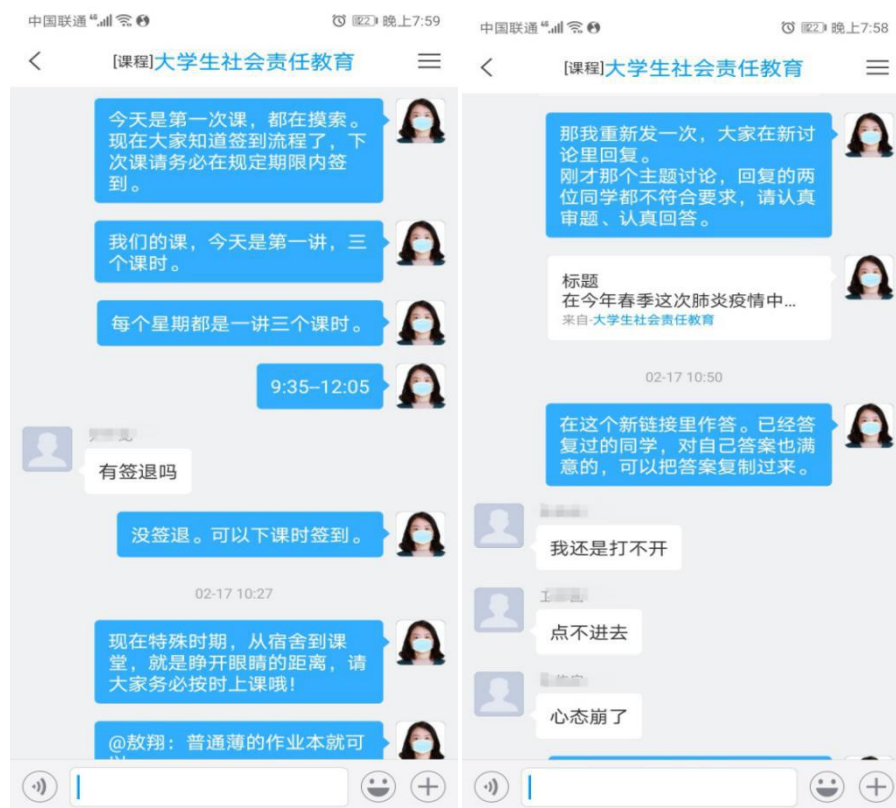 中国联通
晚上7:59
[课程]大学生社会责任教育
今天是第一次课，都在摸索。
现在大家知道签到流程了，下
次课请务必在规定期限内签
到。
我们的课，今天是第一讲，三
个课时。
每个星期都是一讲三个课时。
9:35--12:05
有签退吗
没签退。可以下课时签到。
02-17 10:27
现在特殊时期，从宿舍到课
堂，就是睁开眼睛的距离，请
大家务必按时上课哦！
@敖翔：普通薄的作业本就可
中国联通
晚上7:58
[课程]大学生社会责任教育
那我重新发一次，大家在新讨
论里回复。
刚才那个主题讨论，回复的两
位同学都不符合要求，请认真
审题、认真回答。
标题
在今年春季这次肺炎疫情中...
来自-大学生社会责任教育
02-17 10:50
在这个新链接里作答。已经答
复过的同学，对自己答案也满
意的，可以把答案复制过来。
我还是打不开
点不进去
心态崩了